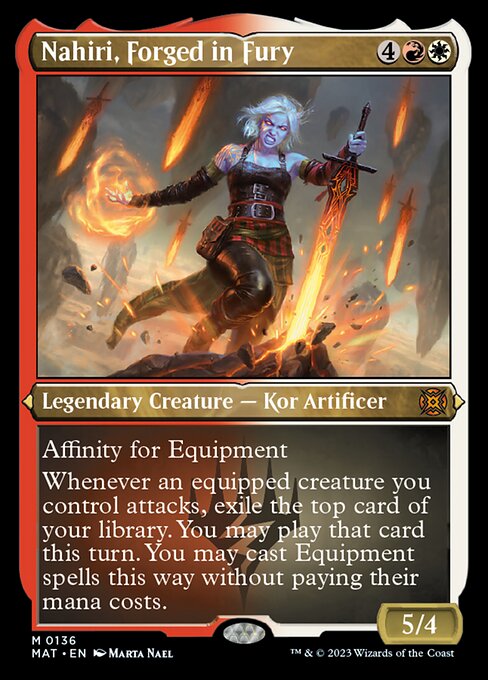 Nahiri, Forged in Fury 4
Legendary Creature — Kor Artificer
Affinity for Equipment
Whenever an equipped creature you
control attacks, exile the top card of
your library. You may play that card
this turn. You may cast Equipment
spells this way without paying their
mana costs.
5/4
M 0136
MAT • EN Marta Nael
™ & © 2023 Wizards of the Coast